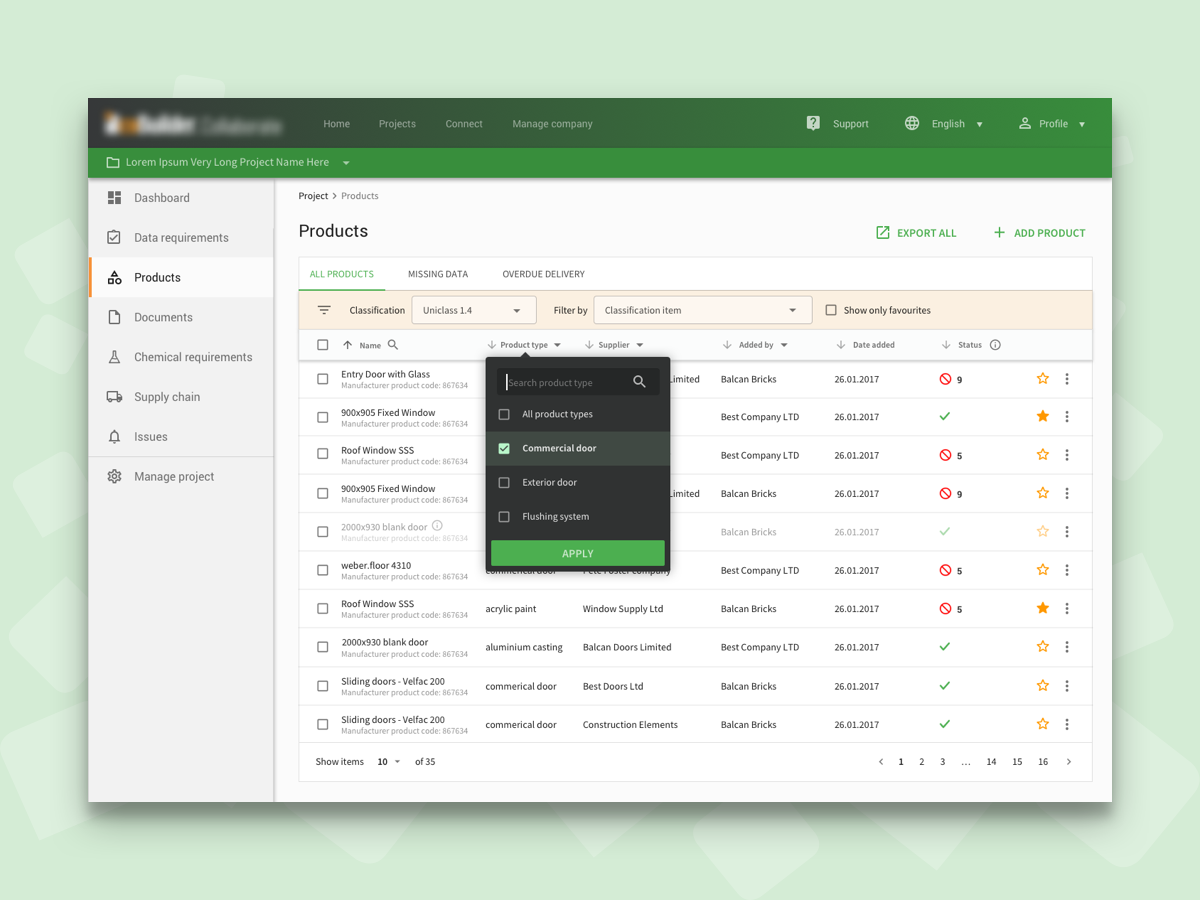 Home Projects Connect Manage company Support English Profile
Lorem Ipsum Very Long Project Name Here
Dashboard
Data requirements
Products
Documents
Chemical requirements
Supply chain
Issues
Manage project
Project > Products
Products
EXPORT ALL
ADD PRODUCT
ALL PRODUCTS MISSING DATA OVERDUE DELIVERY
Classification Uniclass 1.4 Filter by Classification item Show only favourites
Name Product type Supplier Added by Date added Status
Entry Door with Glass
Manufacturer product code: 867634
Limited Balcan Bricks 26.01.2017 9
900x905 Fixed Window
Manufacturer product code: 867634
Best Company LTD 26.01.2017
Roof Window SSS
Manufacturer product code: 867634
Best Company LTD 26.01.2017 5
900x905 Fixed Window
Manufacturer product code: 867634
Limited Balcan Bricks 26.01.2017 9
2000x930 blank door
Manufacturer product code: 867634
Balcan Bricks 26.01.2017
weber.floor 4310
Manufacturer product code: 867634
commerical door Pete Foster Company Best Company LTD 26.01.2017 5
Roof Window SSS
Manufacturer product code: 867634
acrylic paint Window Supply Ltd Balcan Bricks 26.01.2017 5
2000x930 blank door
Manufacturer product code: 867634
aluminium casting Balcan Doors Limited Best Company LTD 26.01.2017
Sliding doors - Velfac 200
Manufacturer product code: 867634
commerical door Best Doors Ltd Balcan Bricks 26.01.2017
Sliding doors - Velfac 200
Manufacturer product code: 867634
commerical door Construction Elements Balcan Bricks 26.01.2017
Search product type
All product types
Commercial door
Exterior door
Flushing system
APPLY
Show items 10 of 35
< 1 2 3 ... 14 15 16 >